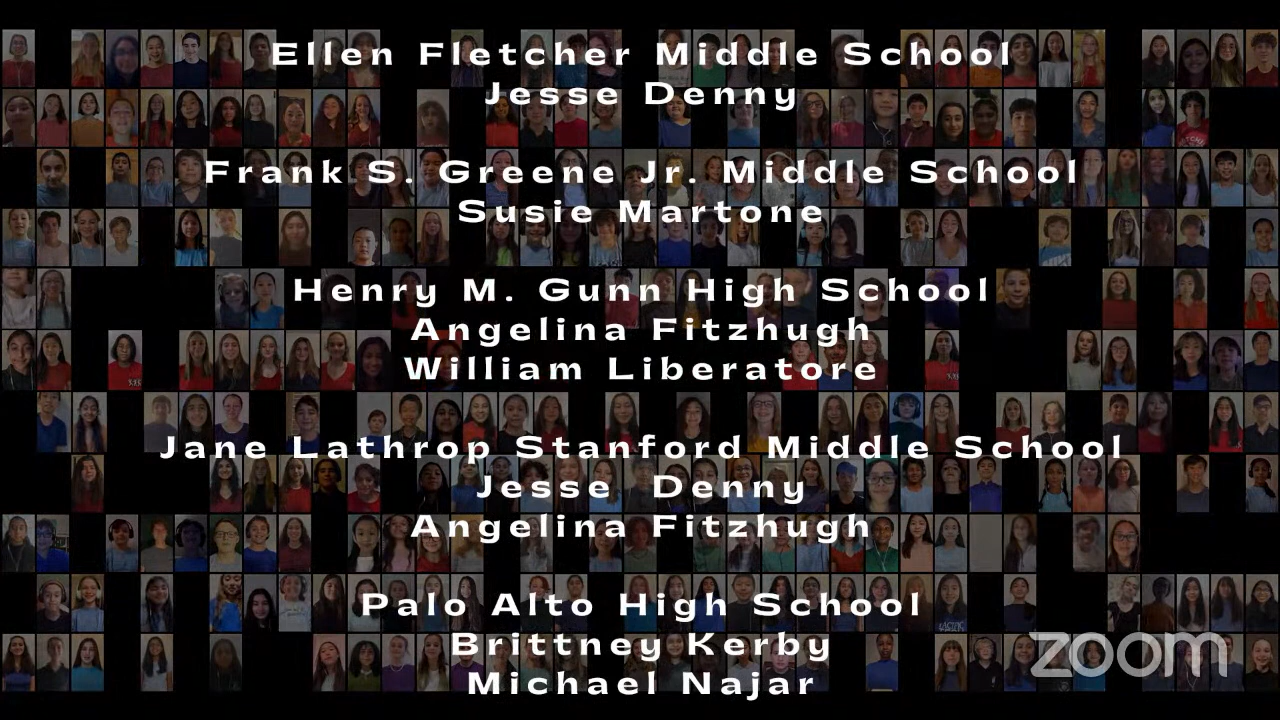 Ellen Fletcher Middle School
Jesse Denny
Frank S. Greene Jr. Middle School
Susie Martone
Henry M. Gunn High School
Angelina Fitzhugh
William Liberatore
Jane Lathrop Stanford Middle School
Jesse Denny
Angelina Fitzhugh
Palo Alto High School
Brittney Kerby
Michael Najar
zoom